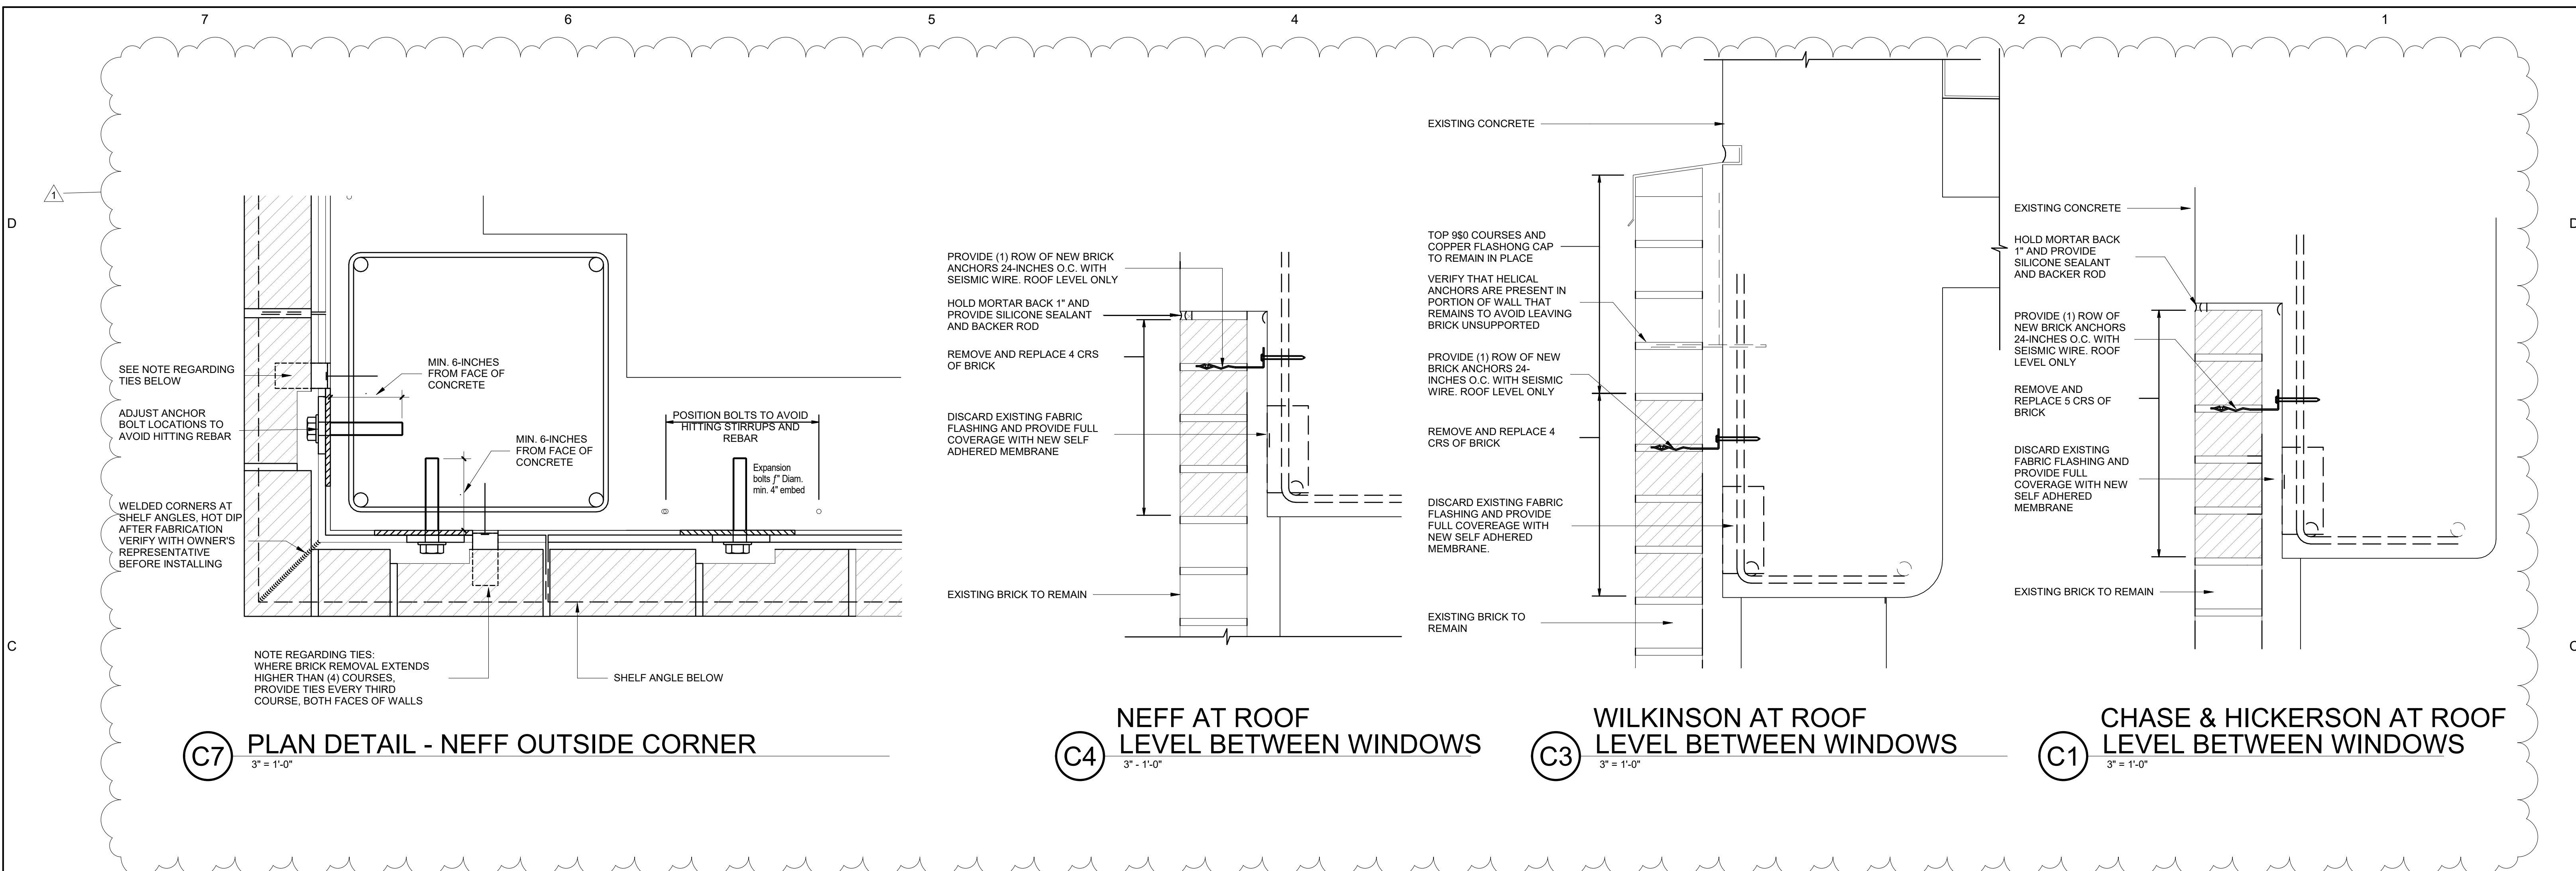 7 6 5 4 3 2 1
1
D
D
C
C
SEE NOTE REGARDING
TIES BELOW
ADJUST ANCHOR
BOLT LOCATIONS TO
AVOID HITTING REBAR
WELDED CORNERS AT
SHELF ANGLES, HOT DIP
AFTER FABRICATION
VERIFY WITH OWNER'S
REPRESENTATIVE
BEFORE INSTALLING
MIN. 6-INCHES
FROM FACE OF
CONCRETE
MIN. 6-INCHES
FROM FACE OF
CONCRETE
POSITION BOLTS TO AVOID
HITTING STIRRUPS AND
REBAR
Expansion
bolts ƒ" Diam.
min. 4" embed
NOTE REGARDING TIES:
WHERE BRICK REMOVAL EXTENDS
HIGHER THAN (4) COURSES,
PROVIDE TIES EVERY THIRD
COURSE, BOTH FACES OF WALLS
SHELF ANGLE BELOW
C7
PLAN DETAIL - NEFF OUTSIDE CORNER
3" = 1'-0"
PROVIDE (1) ROW OF NEW BRICK
ANCHORS 24-INCHES O.C. WITH
SEISMIC WIRE. ROOF LEVEL ONLY
HOLD MORTAR BACK 1" AND
PROVIDE SILICONE SEALANT
AND BACKER ROD
REMOVE AND REPLACE 4 CRS
OF BRICK
DISCARD EXISTING FABRIC
FLASHING AND PROVIDE FULL
COVERAGE WITH NEW SELF
ADHERED MEMBRANE
EXISTING BRICK TO REMAIN
C4
NEFF AT ROOF
LEVEL BETWEEN WINDOWS
3" - 1'-0"
EXISTING CONCRETE
TOP 9$0 COURSES AND
COPPER FLASHONG CAP
TO REMAIN IN PLACE
VERIFY THAT HELICAL
ANCHORS ARE PRESENT IN
PORTION OF WALL THAT
REMAINS TO AVOID LEAVING
BRICK UNSUPPORTED
PROVIDE (1) ROW OF NEW
BRICK ANCHORS 24-
INCHES O.C. WITH SEISMIC
WIRE. ROOF LEVEL ONLY
REMOVE AND REPLACE 4
CRS OF BRICK
DISCARD EXISTING FABRIC
FLASHING AND PROVIDE
FULL COVEREAGE WITH
NEW SELF ADHERED
MEMBRANE.
EXISTING BRICK TO
REMAIN
C3
WILKINSON AT ROOF
LEVEL BETWEEN WINDOWS
3" = 1'-0"
EXISTING CONCRETE
HOLD MORTAR BACK
1" AND PROVIDE
SILICONE SEALANT
AND BACKER ROD
PROVIDE (1) ROW OF
NEW BRICK ANCHORS
24-INCHES O.C. WITH
SEISMIC WIRE. ROOF
LEVEL ONLY
REMOVE AND
REPLACE 5 CRS OF
BRICK
DISCARD EXISTING
FABRIC FLASHING AND
PROVIDE FULL
COVERAGE WITH NEW
SELF ADHERED
MEMBRANE
EXISTING BRICK TO REMAIN
C1
CHASE & HICKERSON AT ROOF
LEVEL BETWEEN WINDOWS
3" = 1'-0"